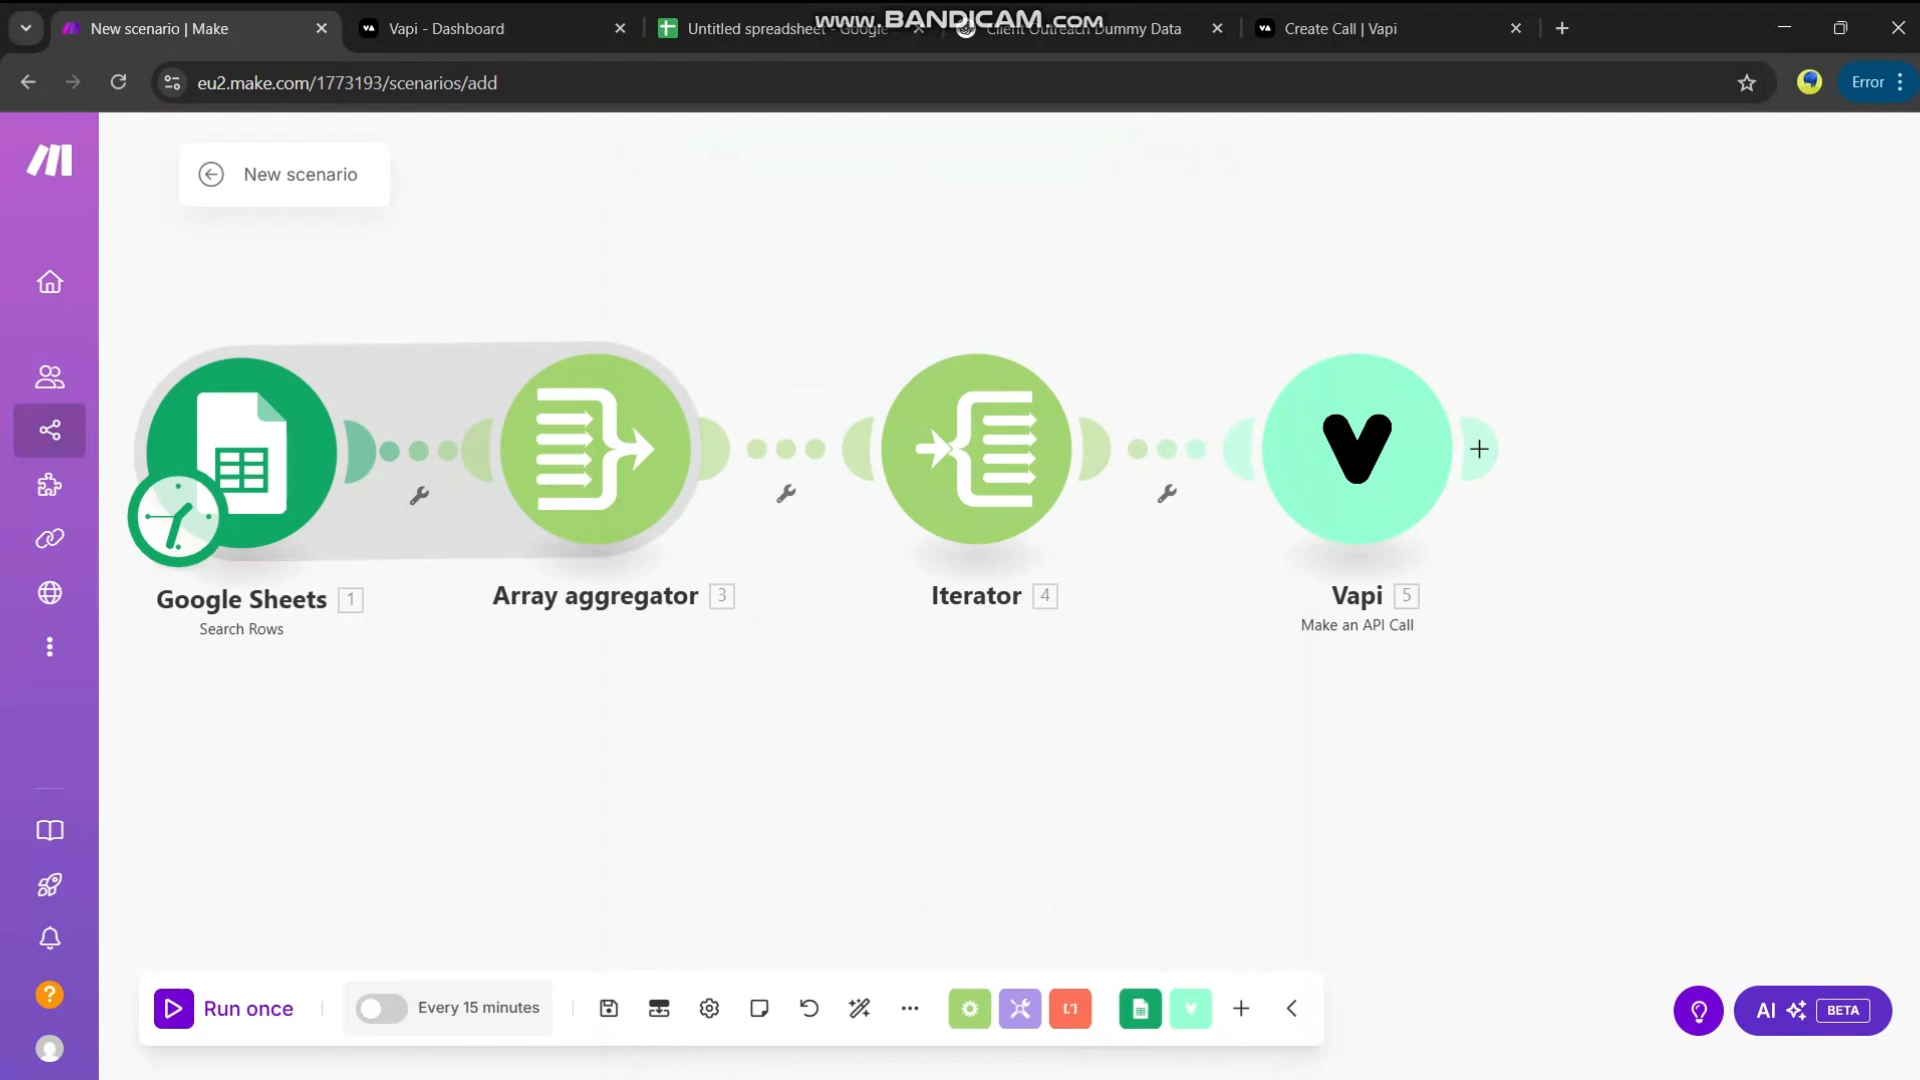 New scenario | Make
Vapi - Dashboard
Untitled spreadsheet - Google
Client Outreach Dummy Data
Create Call | Vapi
www.BANDICAM.com
eu2.make.com/1773193/scenarios/add
Error
New scenario
Google Sheets 1
Search Rows
Array aggregator 3
Iterator 4
Vapi 5
Make an API Call
Run once
Every 15 minutes
AI BETA